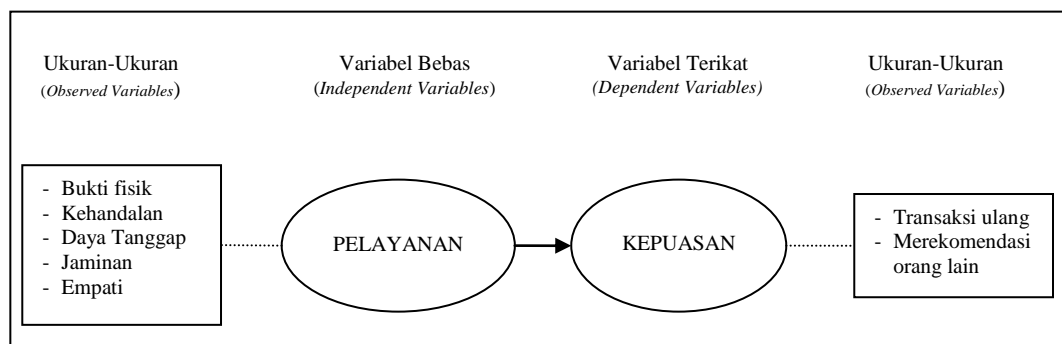 Ukuran-Ukuran
(Observed Variables)
Variabel Bebas
(Independent Variables)
Variabel Terikat
(Dependent Variables)
Ukuran-Ukuran
(Observed Variables)
- Bukti fisik
- Kehandalan
- Daya Tanggap
- Jaminan
- Empati
PELAYANAN
KEPUASAN
- Transaksi ulang
- Merekomendasi
orang lain